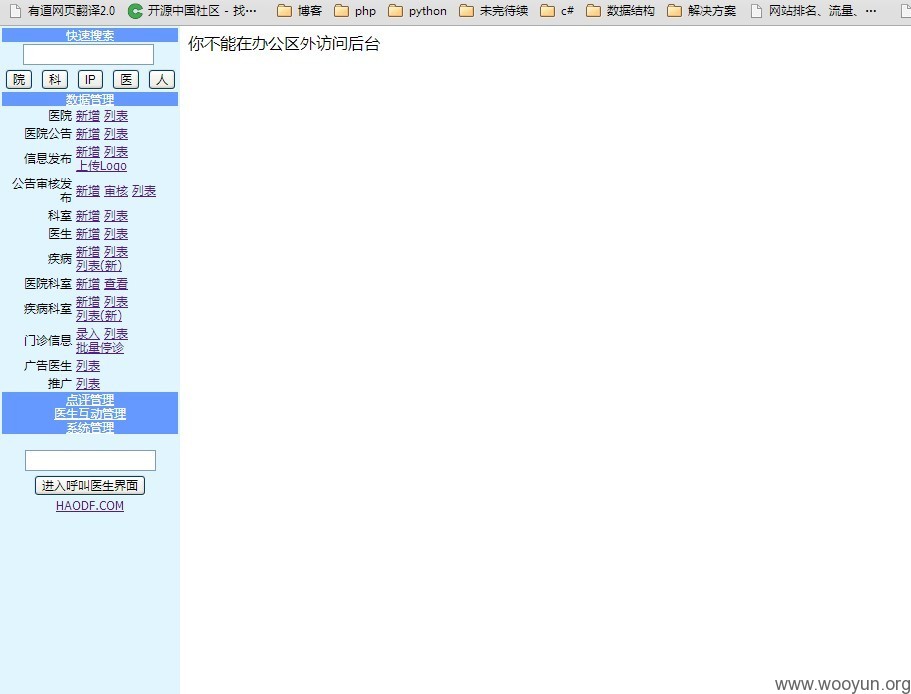 有道网页翻译2.0 开源中国社区 - 找… 博客 php python 未完待续 c# 数据结构 解决方案 网站排名、流量、…
快速搜索
院 科 IP 医 人
数据管理
医院 新增 列表
医院公告 新增 列表
信息发布 新增 列表
上传Logo
公告审核发
布 新增 审核 列表
科室 新增 列表
医生 新增 列表
疾病 新增 列表
列表(新)
医院科室 新增 查看
疾病科室 新增 列表
列表(新)
门诊信息 录入 列表
批量停诊
广告医生 列表
推广 列表
点评管理
医生互动管理
系统管理
进入呼叫医生界面
HAODF.COM
你不能在办公区外访问后台
www.wooyun.org